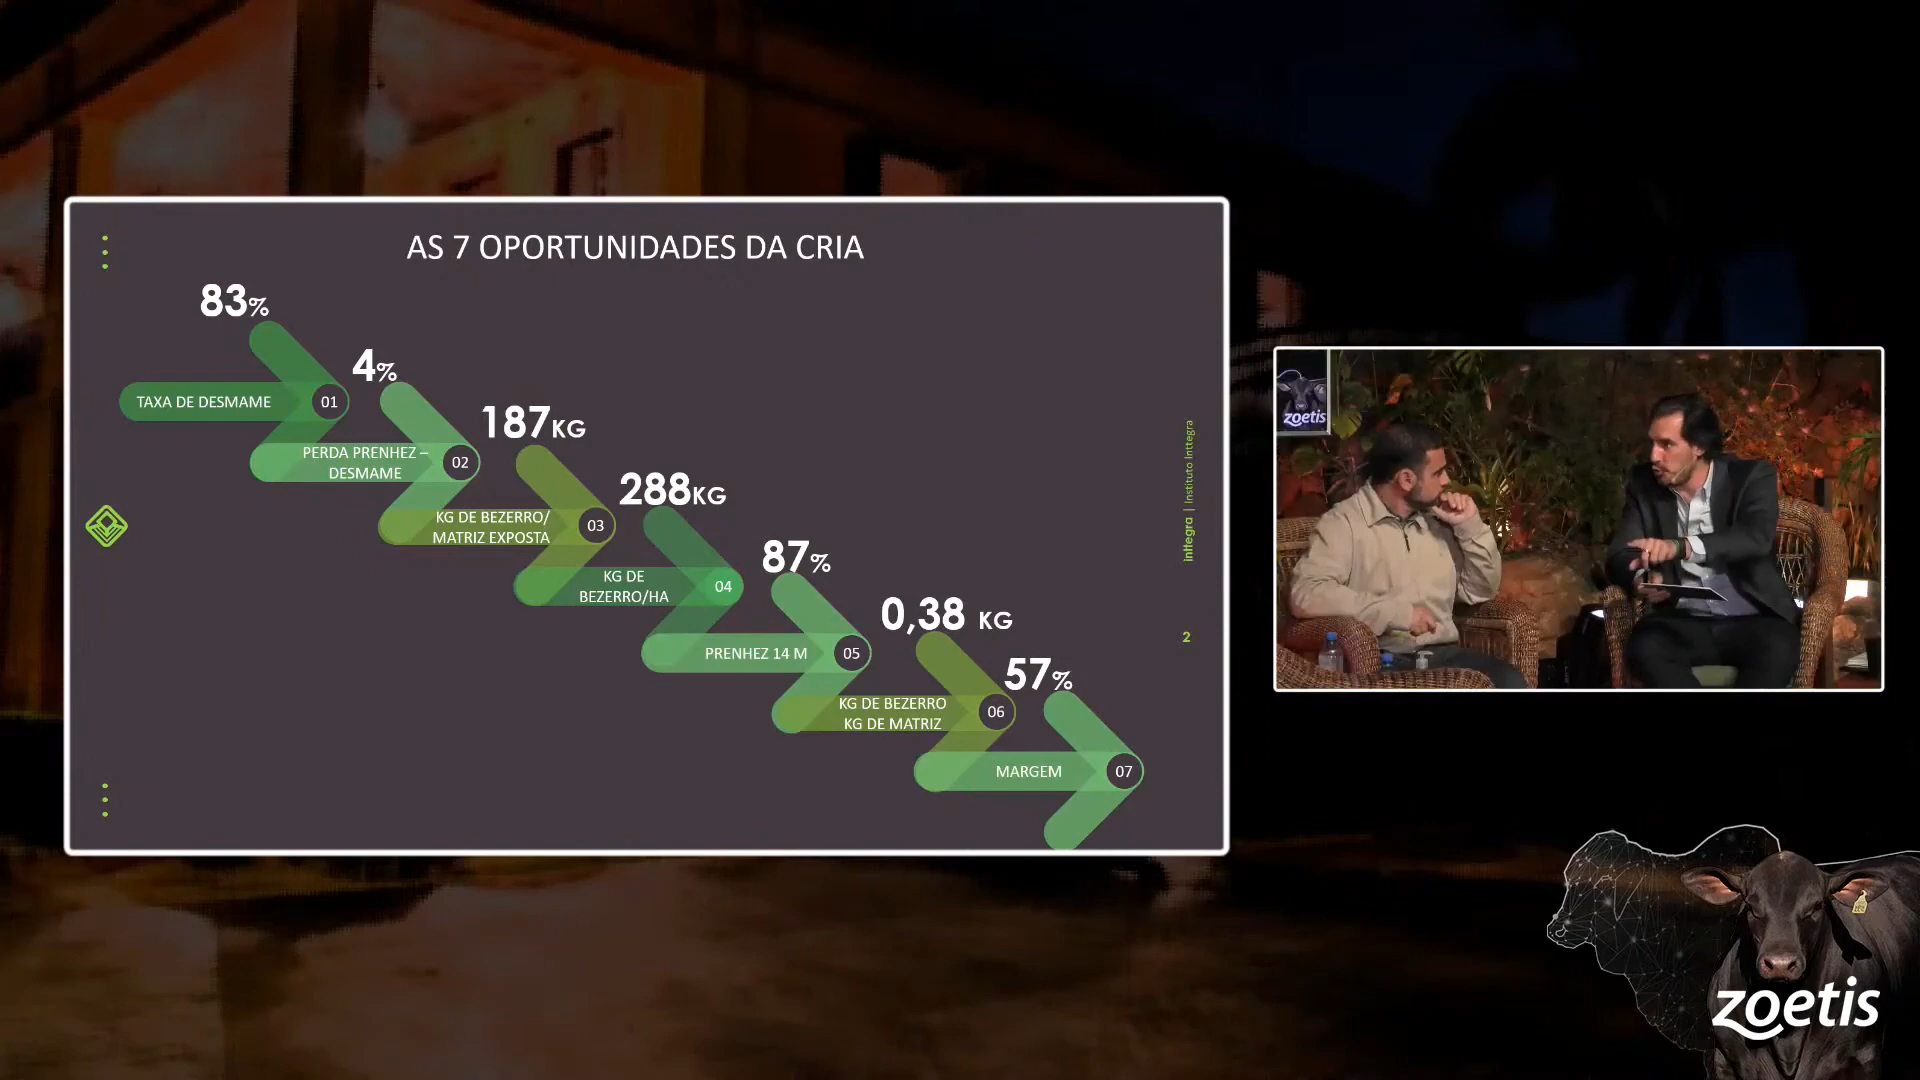 AS 7 OPORTUNIDADES DA CRIA
83%
TAXA DE DESMAME
01
4%
PERDA PRENHEZ –
DESMAME
02
187KG
KG DE BEZERRO/
MATRIZ EXPOSTA
03
288KG
KG DE
BEZERRO/HA
04
87%
PRENHEZ 14 M
05
0,38 KG
KG DE BEZERRO
KG DE MATRIZ
06
57%
MARGEM
07
inttegra | Instituto Inttegra
2
zoetis
zoetis